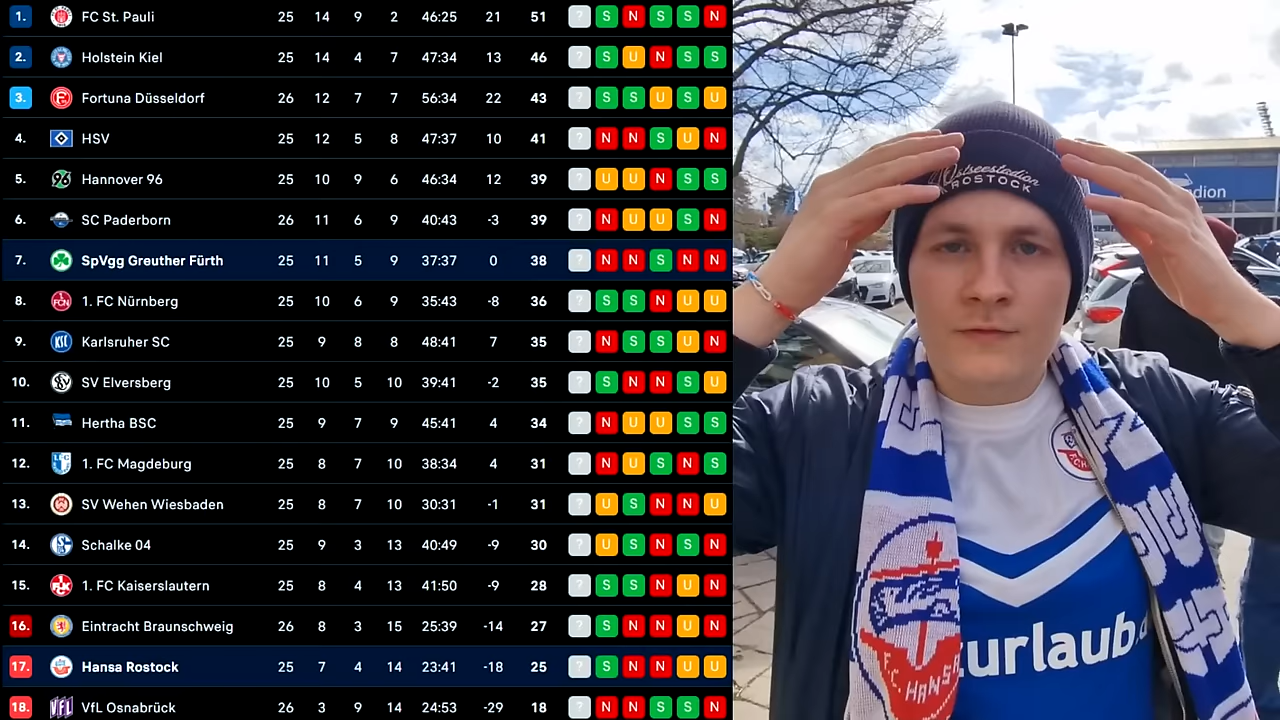 1. FC St. Pauli 25 14 9 2 46:25 21 51 ? S N S S N
2. Holstein Kiel 25 14 4 7 47:34 13 46 ? S U N S S
3. Fortuna Düsseldorf 26 12 7 7 56:34 22 43 ? S S U S U
4. HSV 25 12 5 8 47:37 10 41 ? N N S U N
5. Hannover 96 25 10 9 6 46:34 12 39 ? U U N S S
6. SC Paderborn 26 11 6 9 40:43 -3 39 ? N U U S N
7. SpVgg Greuther Fürth 25 11 5 9 37:37 0 38 ? N N S N N
8. 1. FC Nürnberg 25 10 6 9 35:43 -8 36 ? S S N U U
9. Karlsruher SC 25 9 8 8 48:41 7 35 ? N S S U N
SV Elversberg 25 10 5 10 39:41 -2 35 ? S N N S U
Hertha BSC 25 9 7 9 45:41 4 34 ? N U U S S
1. FC Magdeburg 25 8 7 10 4 31 ? N U S N S
13. SV Wehen Wiesbaden 25 8 7 10 30:31 -1 31 ? U S N N U
14. Schalke 04 25 9 3 13 40:49 -9 30 ? U S N S N
15. 1. FC Kaiserslautern 25 8 4 13 41:50 -9 28 ? S S N U N
16. Eintracht Braunschweig 26 8 3 15 25:39 -14 27 ? S N N U N
17. Hansa Rostock 25 7 4 14 23:41 -18 25 ? S N N U U
18. VfL Osnabrück 26 3 9 14 24:53 -29 18 ? N N S S N
Ostseestadion
ROSTOCK
dion
urlaub.
F.C. HANSA